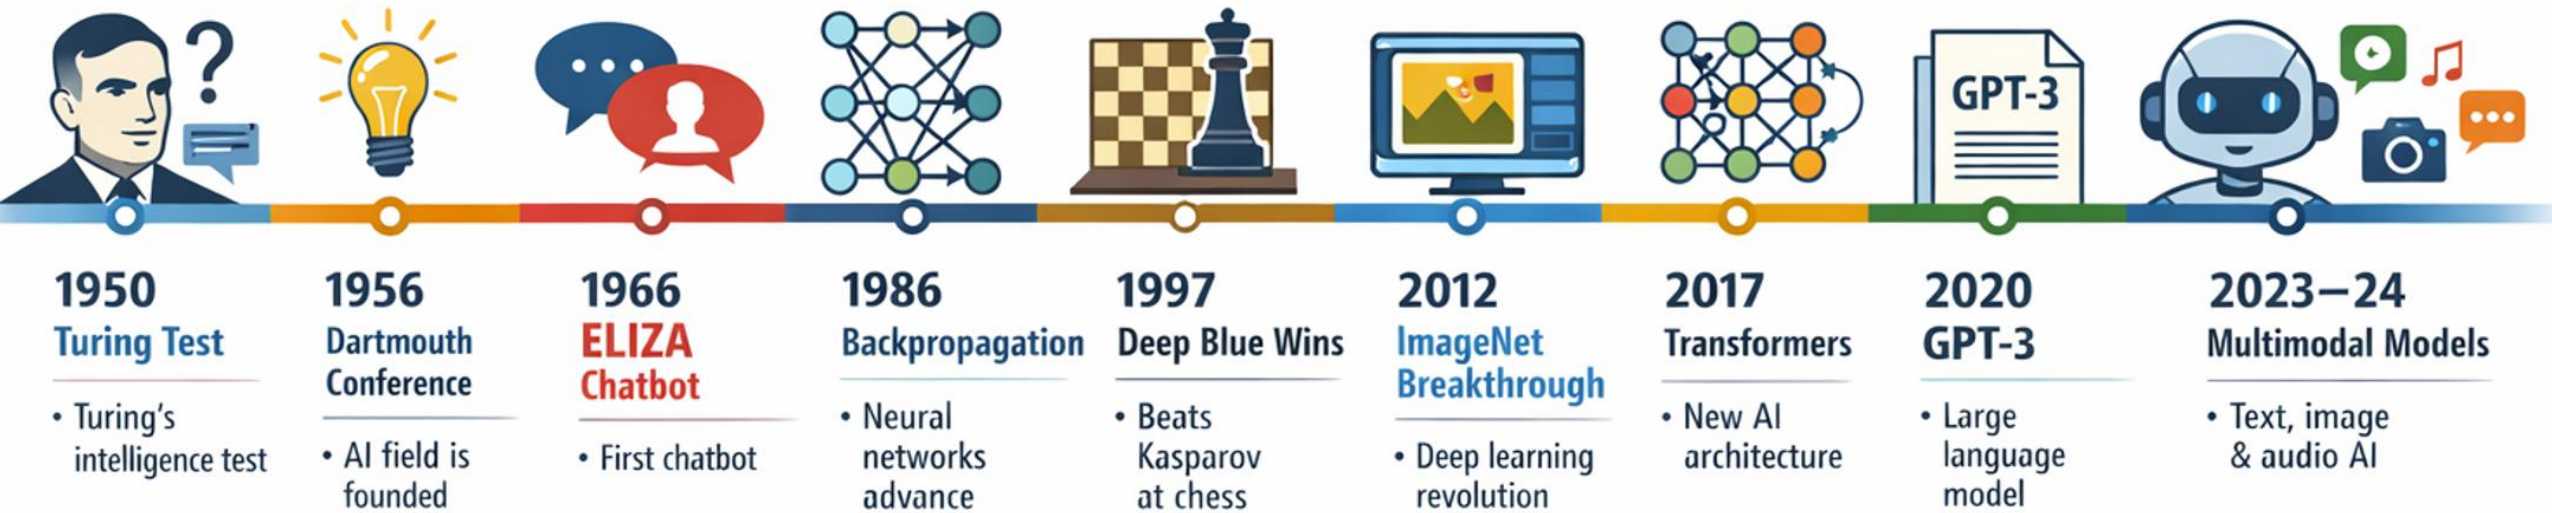 GPT-3
1950
Turing Test
• Turing's
intelligence test
1956
Dartmouth
Conference
• AI field is
founded
1966
ELIZA
Chatbot
• First chatbot
1986
Backpropagation
• Neural
networks
advance
1997
Deep Blue Wins
• Beats
Kasparov
at chess
2012
ImageNet
Breakthrough
• Deep learning
revolution
2017
Transformers
• New AI
architecture
2020
GPT-3
• Large
language
model
2023–24
Multimodal Models
• Text, image
& audio AI